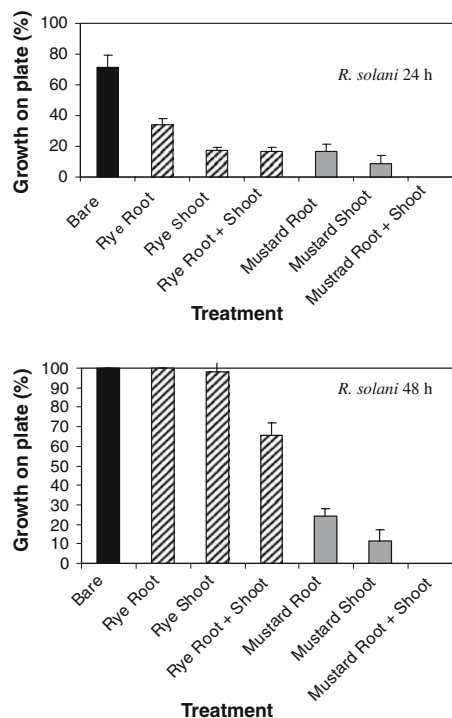 100
80
60
40
20
0
Growth on plate (%)
R. solani 24 h
Bare
Rye Root
Rye Shoot
Rye Root + Shoot
Mustard Root
Mustard Shoot
Mustrad Root + Shoot
Treatment
100
90
80
70
60
50
40
30
20
10
0
Growth on plate (%)
R. solani 48 h
Bare
Rye Root
Rye Shoot
Rye Root + Shoot
Mustard Root
Mustard Shoot
Mustard Root + Shoot
Treatment